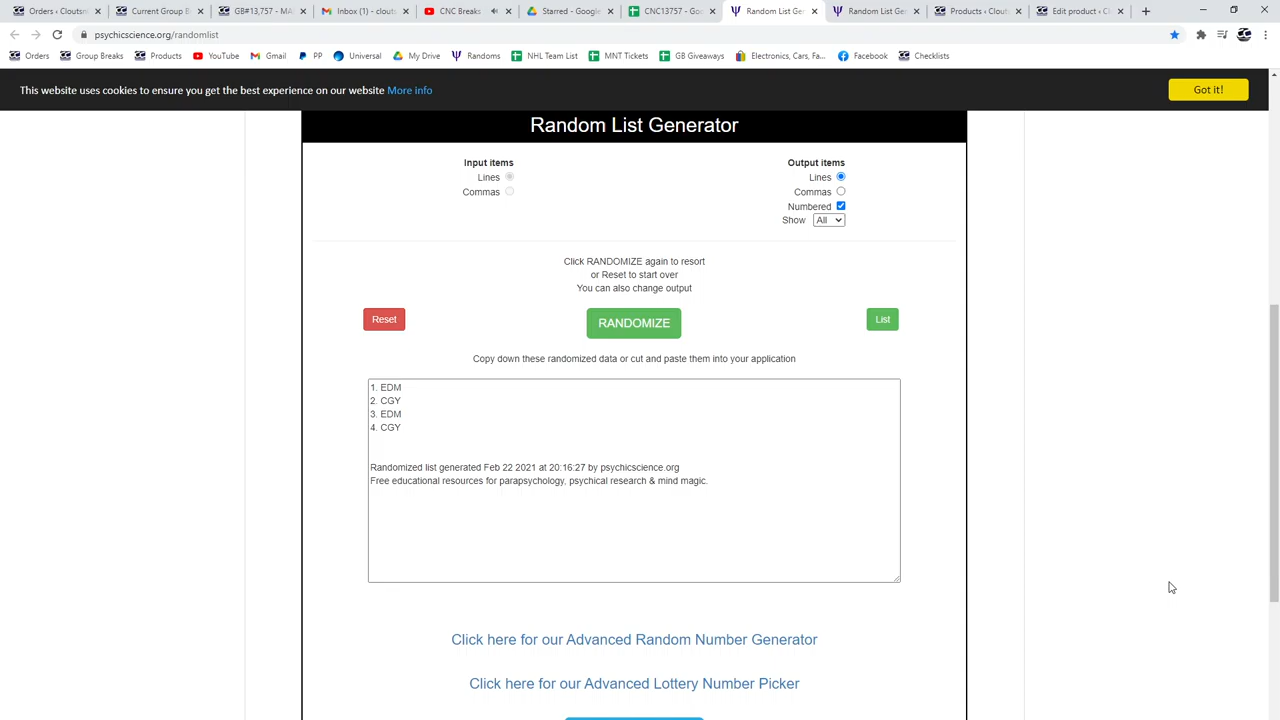 Orders ‹ Cloutsn
Current Group B
GB#13,757 - MA
Inbox (1) - clouts
CNC Breaks
Starred - Google
CNC13757 - Goo
Random List Gen
Random List Gen
Products ‹ Clout
Edit product ‹ C
psychicscience.org/randomlist
Orders
Group Breaks
Products
YouTube
Gmail
PP
Universal
My Drive
Randoms
NHL Team List
MNT Tickets
GB Giveaways
Electronics, Cars, Fa...
Facebook
Checklists
This website uses cookies to ensure you get the best experience on our website More info
Got it!
Random List Generator
Input items
Lines
Commas
Output items
Lines
Commas
Numbered
Show All
Click RANDOMIZE again to resort
or Reset to start over
You can also change output
Reset
RANDOMIZE
List
Copy down these randomized data or cut and paste them into your application
1. EDM
2. CGY
3. EDM
4. CGY
Randomized list generated Feb 22 2021 at 20:16:27 by psychicscience.org
Free educational resources for parapsychology, psychical research & mind magic.
Click here for our Advanced Random Number Generator
Click here for our Advanced Lottery Number Picker